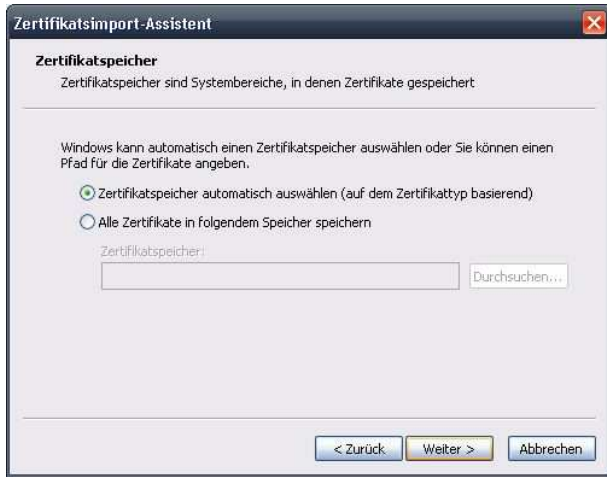 Zertifikatsimport-Assistent
Zertifikatspeicher
Zertifikatspeicher sind Systembereiche, in denen Zertifikate gespeichert
Windows kann automatisch einen Zertifikatspeicher auswählen oder Sie können einen
Pfad für die Zertifikate angeben.
Zertifikatspeicher automatisch auswählen (auf dem Zertifikattyp basierend)
Alle Zertifikate in folgendem Speicher speichern
Zertifikatspeicher:
Durchsuchen...
< Zurück Weiter > Abbrechen